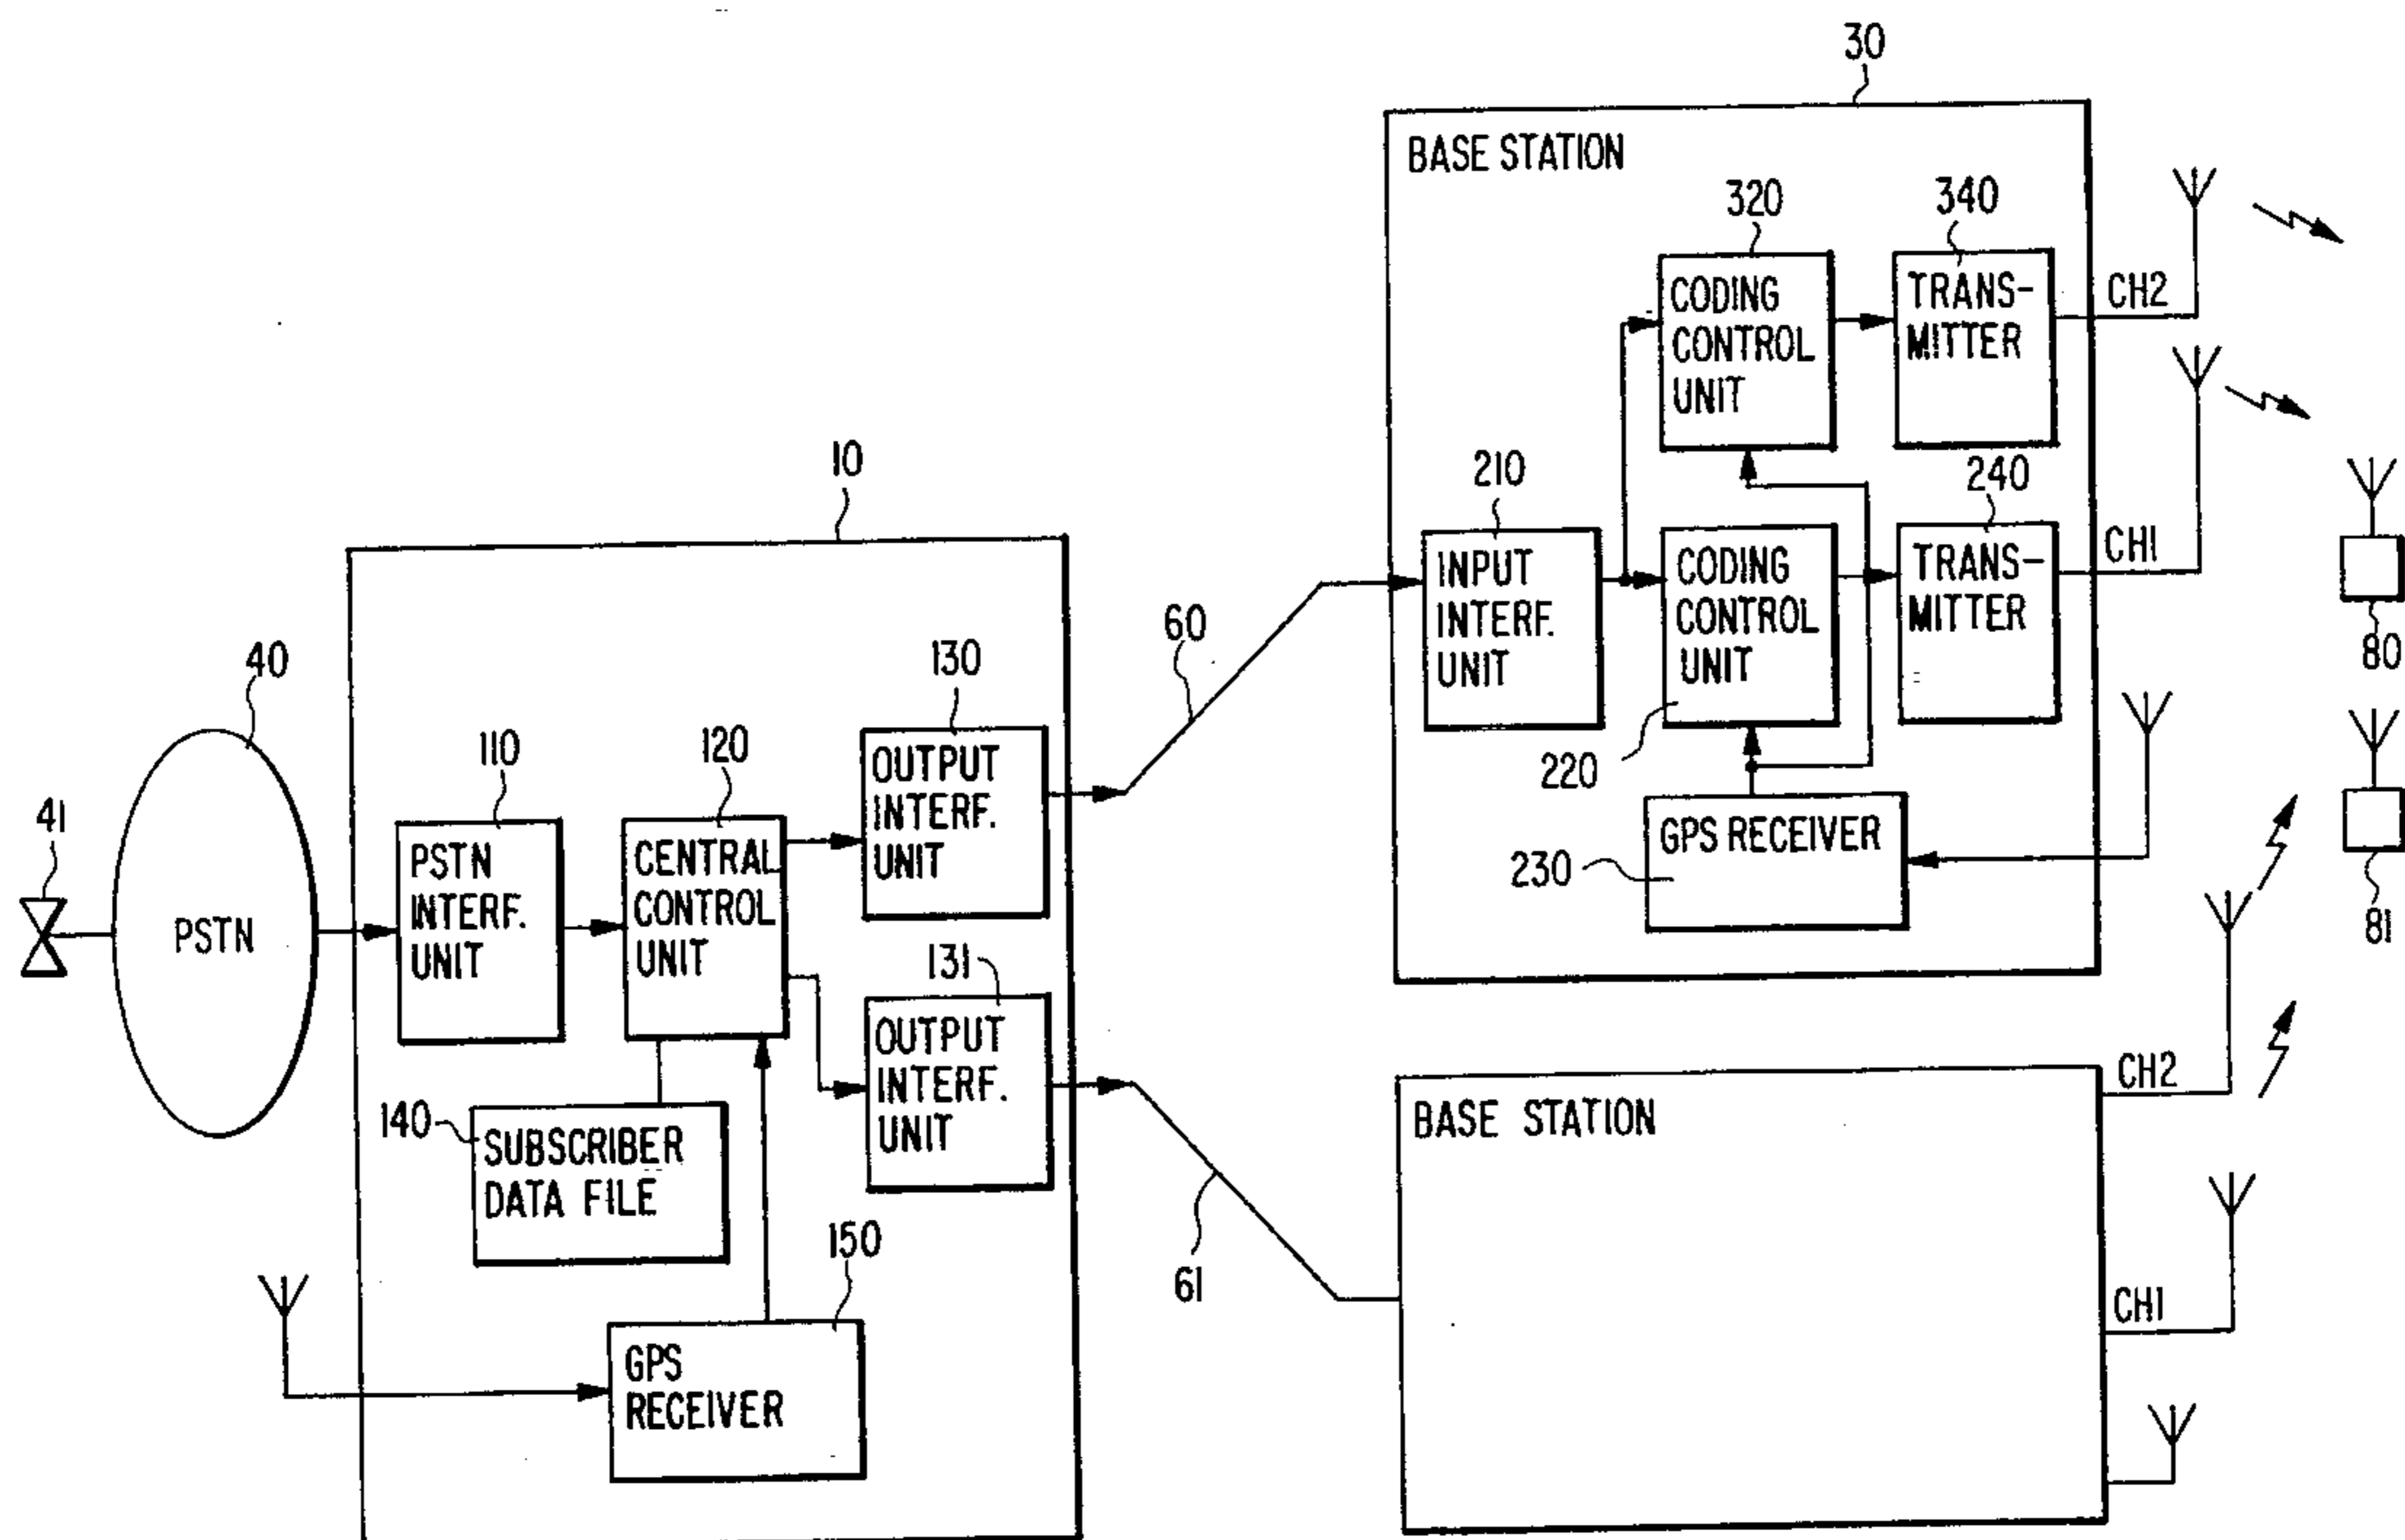 30
BASE STATION
320
340
CODING
CONTROL
UNIT
TRANS-
MITTER
CH2
210
240
INPUT
INTERF.
UNIT
CODING
CONTROL
UNIT
TRANS-
MITTER
CH1
220
GPS RECEIVER
230
80
81
10
60
40
41
PSTN
110
PSTN
INTERF.
UNIT
120
CENTRAL
CONTROL
UNIT
130
OUTPUT
INTERF.
UNIT
131
OUTPUT
INTERF.
UNIT
140
SUBSCRIBER
DATA FILE
150
GPS
RECEIVER
61
BASE STATION
CH2
CH1